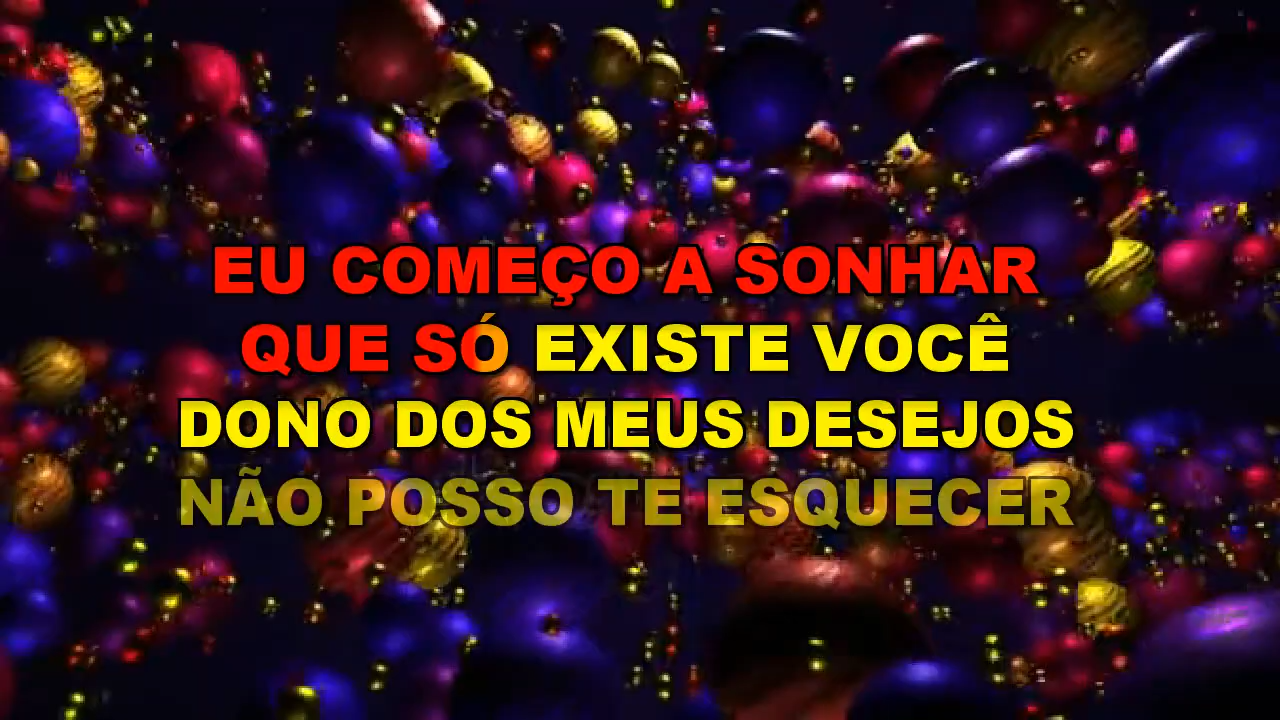 EU COMEÇO A SONHAR
QUE SÓ EXISTE VOCÊ
DONO DOS MEUS DESEJOS
NÃO POSSO TE ESQUECER